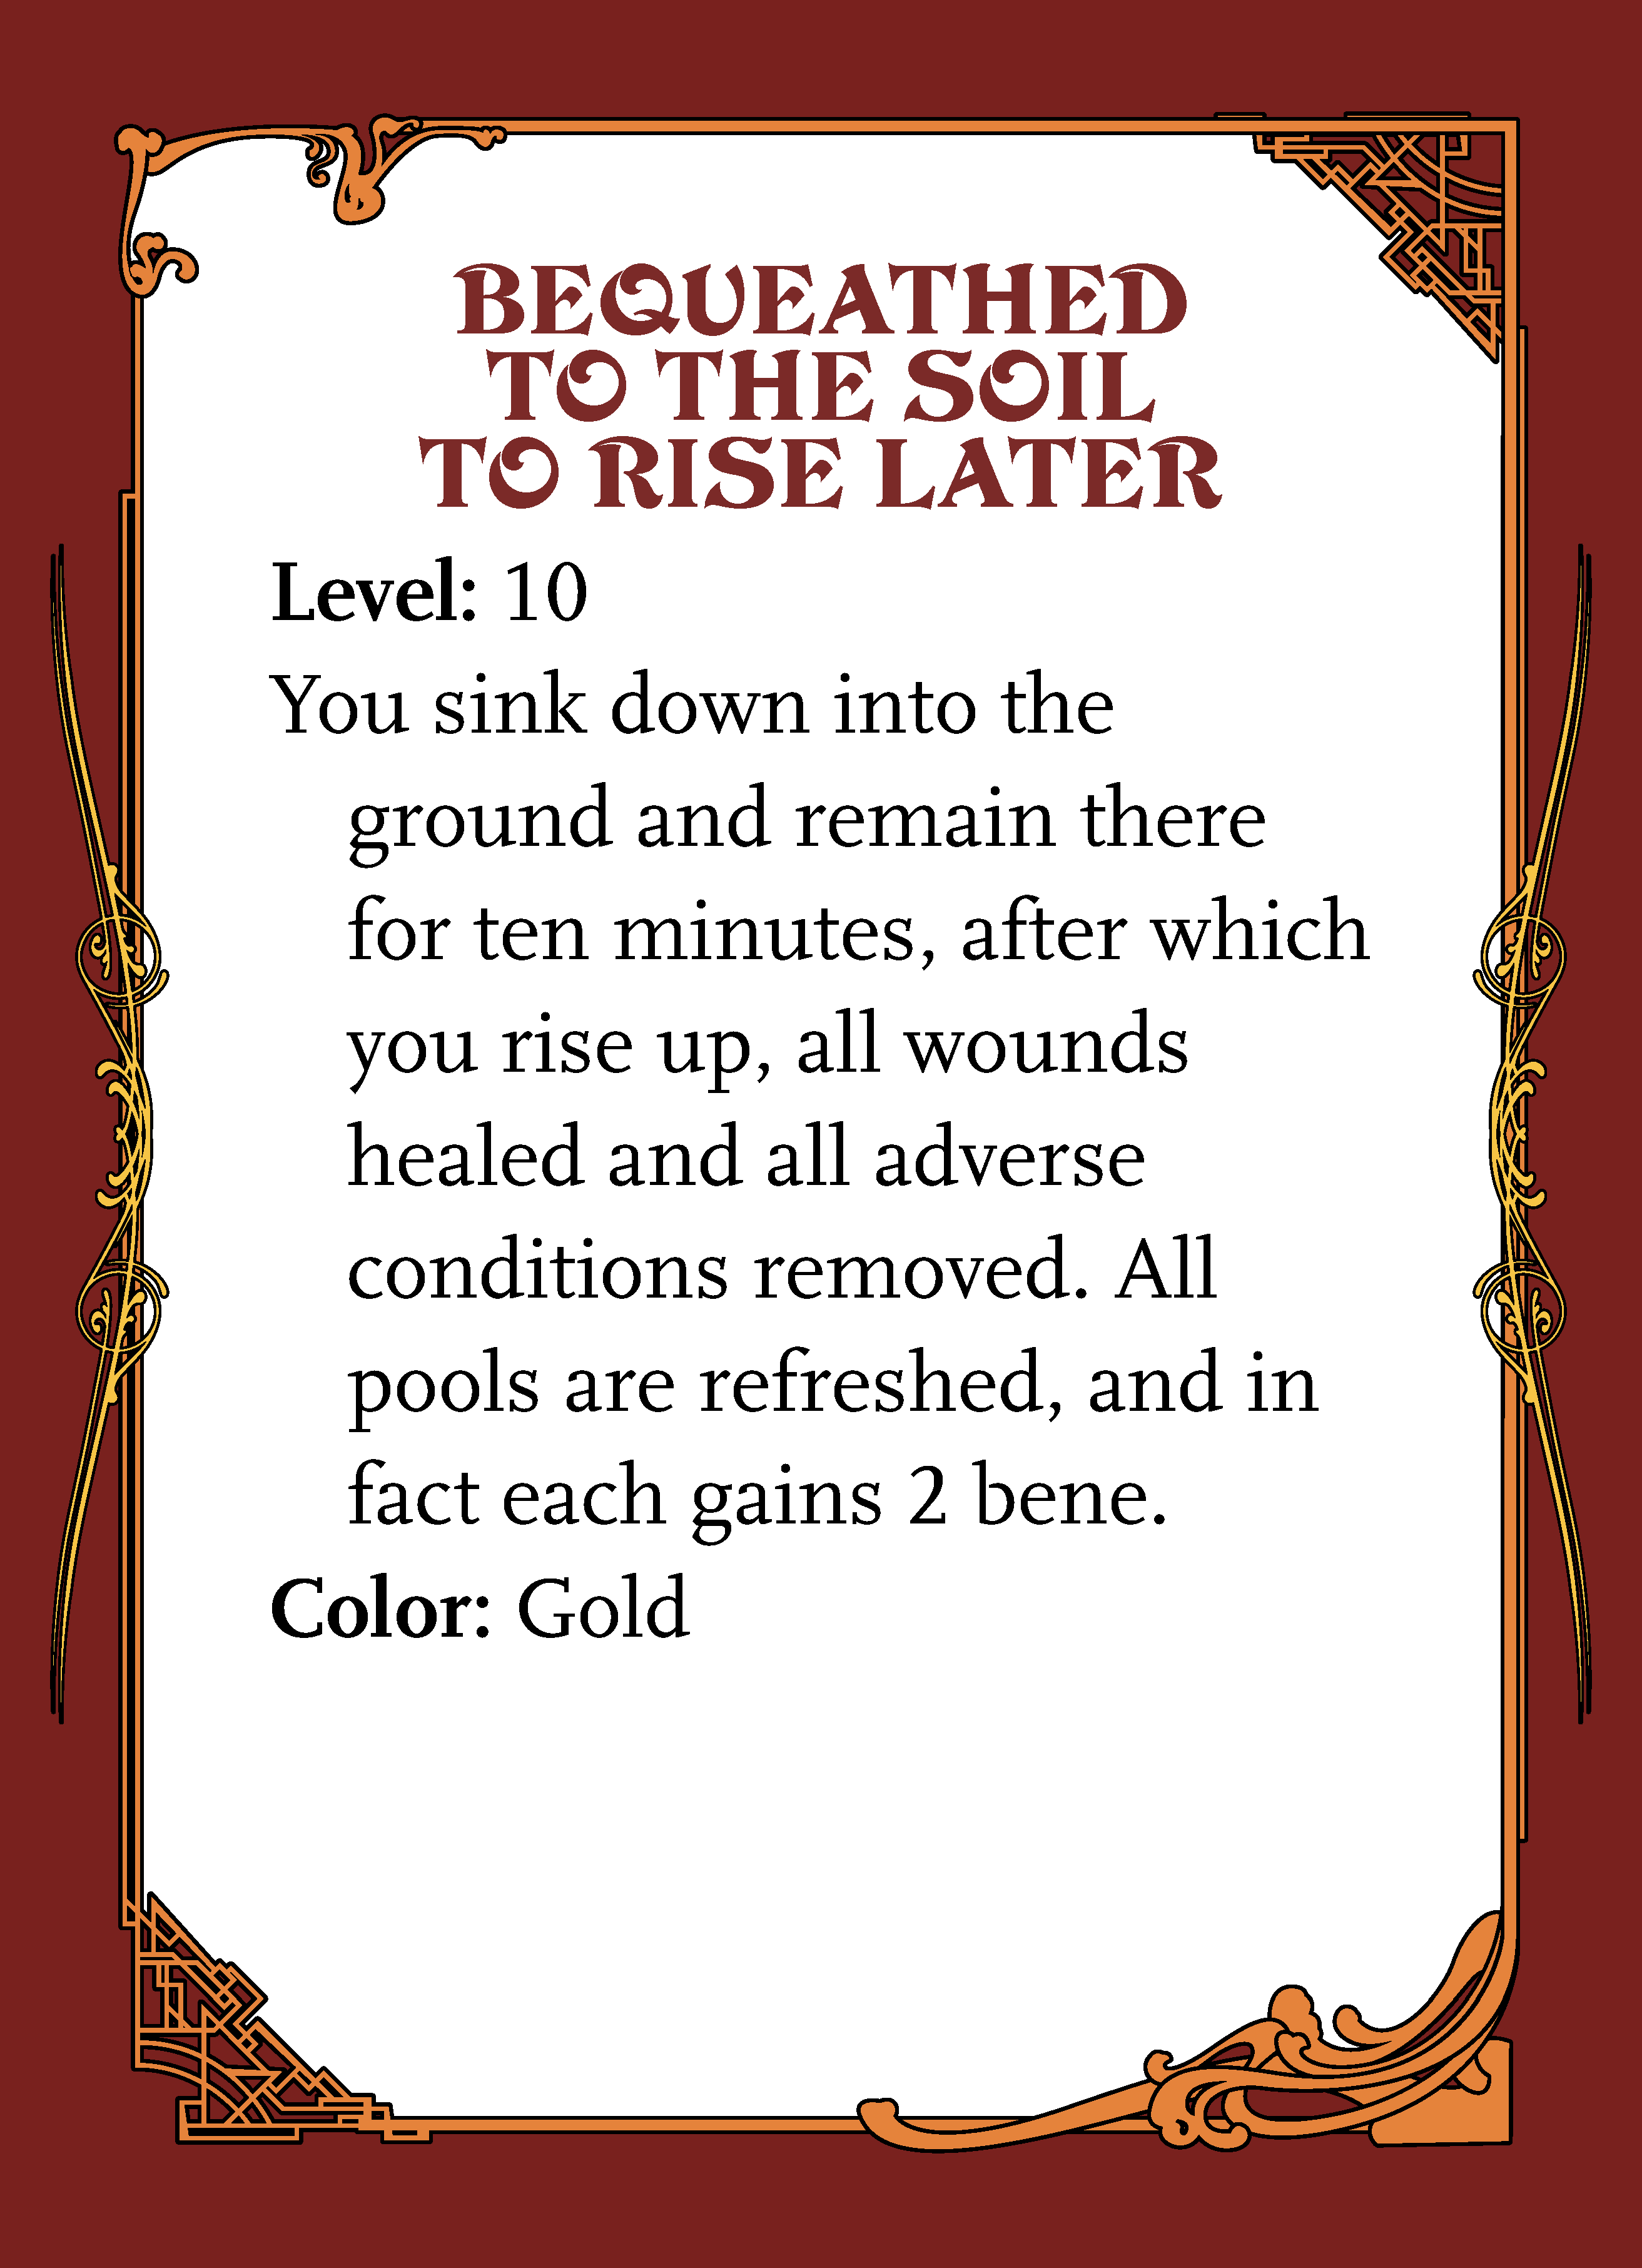 BEQUEATHED
TO THE SOIL
TO RISE LATER
Level: 10
You sink down into the
ground and remain there
for ten minutes, after which
you rise up, all wounds
healed and all adverse
conditions removed. All
pools are refreshed, and in
fact each gains 2 bene.
Color: Gold